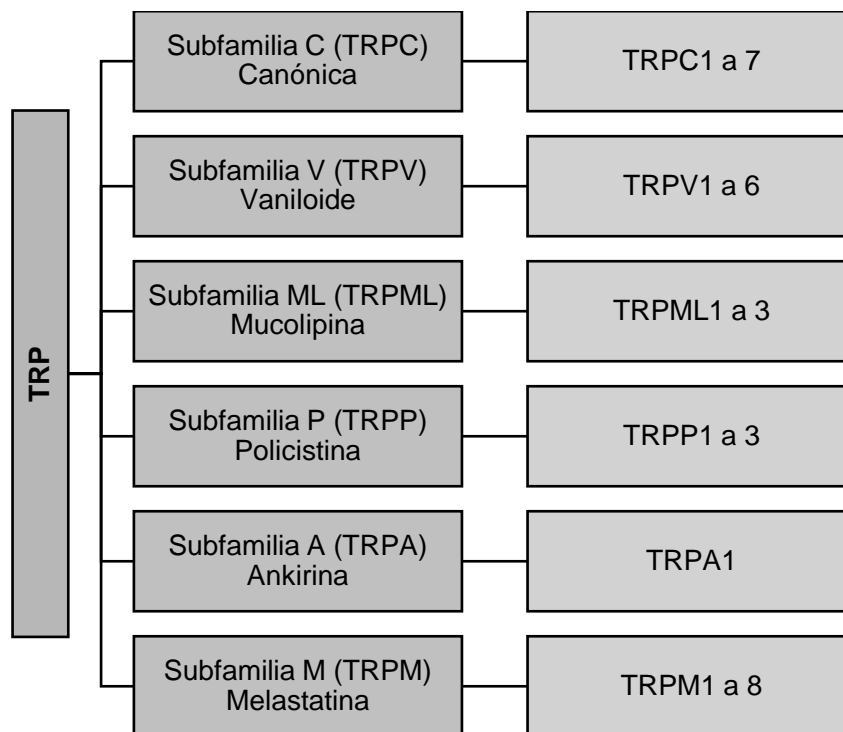 TRP
Subfamilia C (TRPC)
Canónica
TRPC1 a 7
Subfamilia V (TRPV)
Vaniloide
TRPV1 a 6
Subfamilia ML (TRPML)
Mucolipina
TRPML1 a 3
Subfamilia P (TRPP)
Policistina
TRPP1 a 3
Subfamilia A (TRPA)
Ankirina
TRPA1
Subfamilia M (TRPM)
Melastatina
TRPM1 a 8